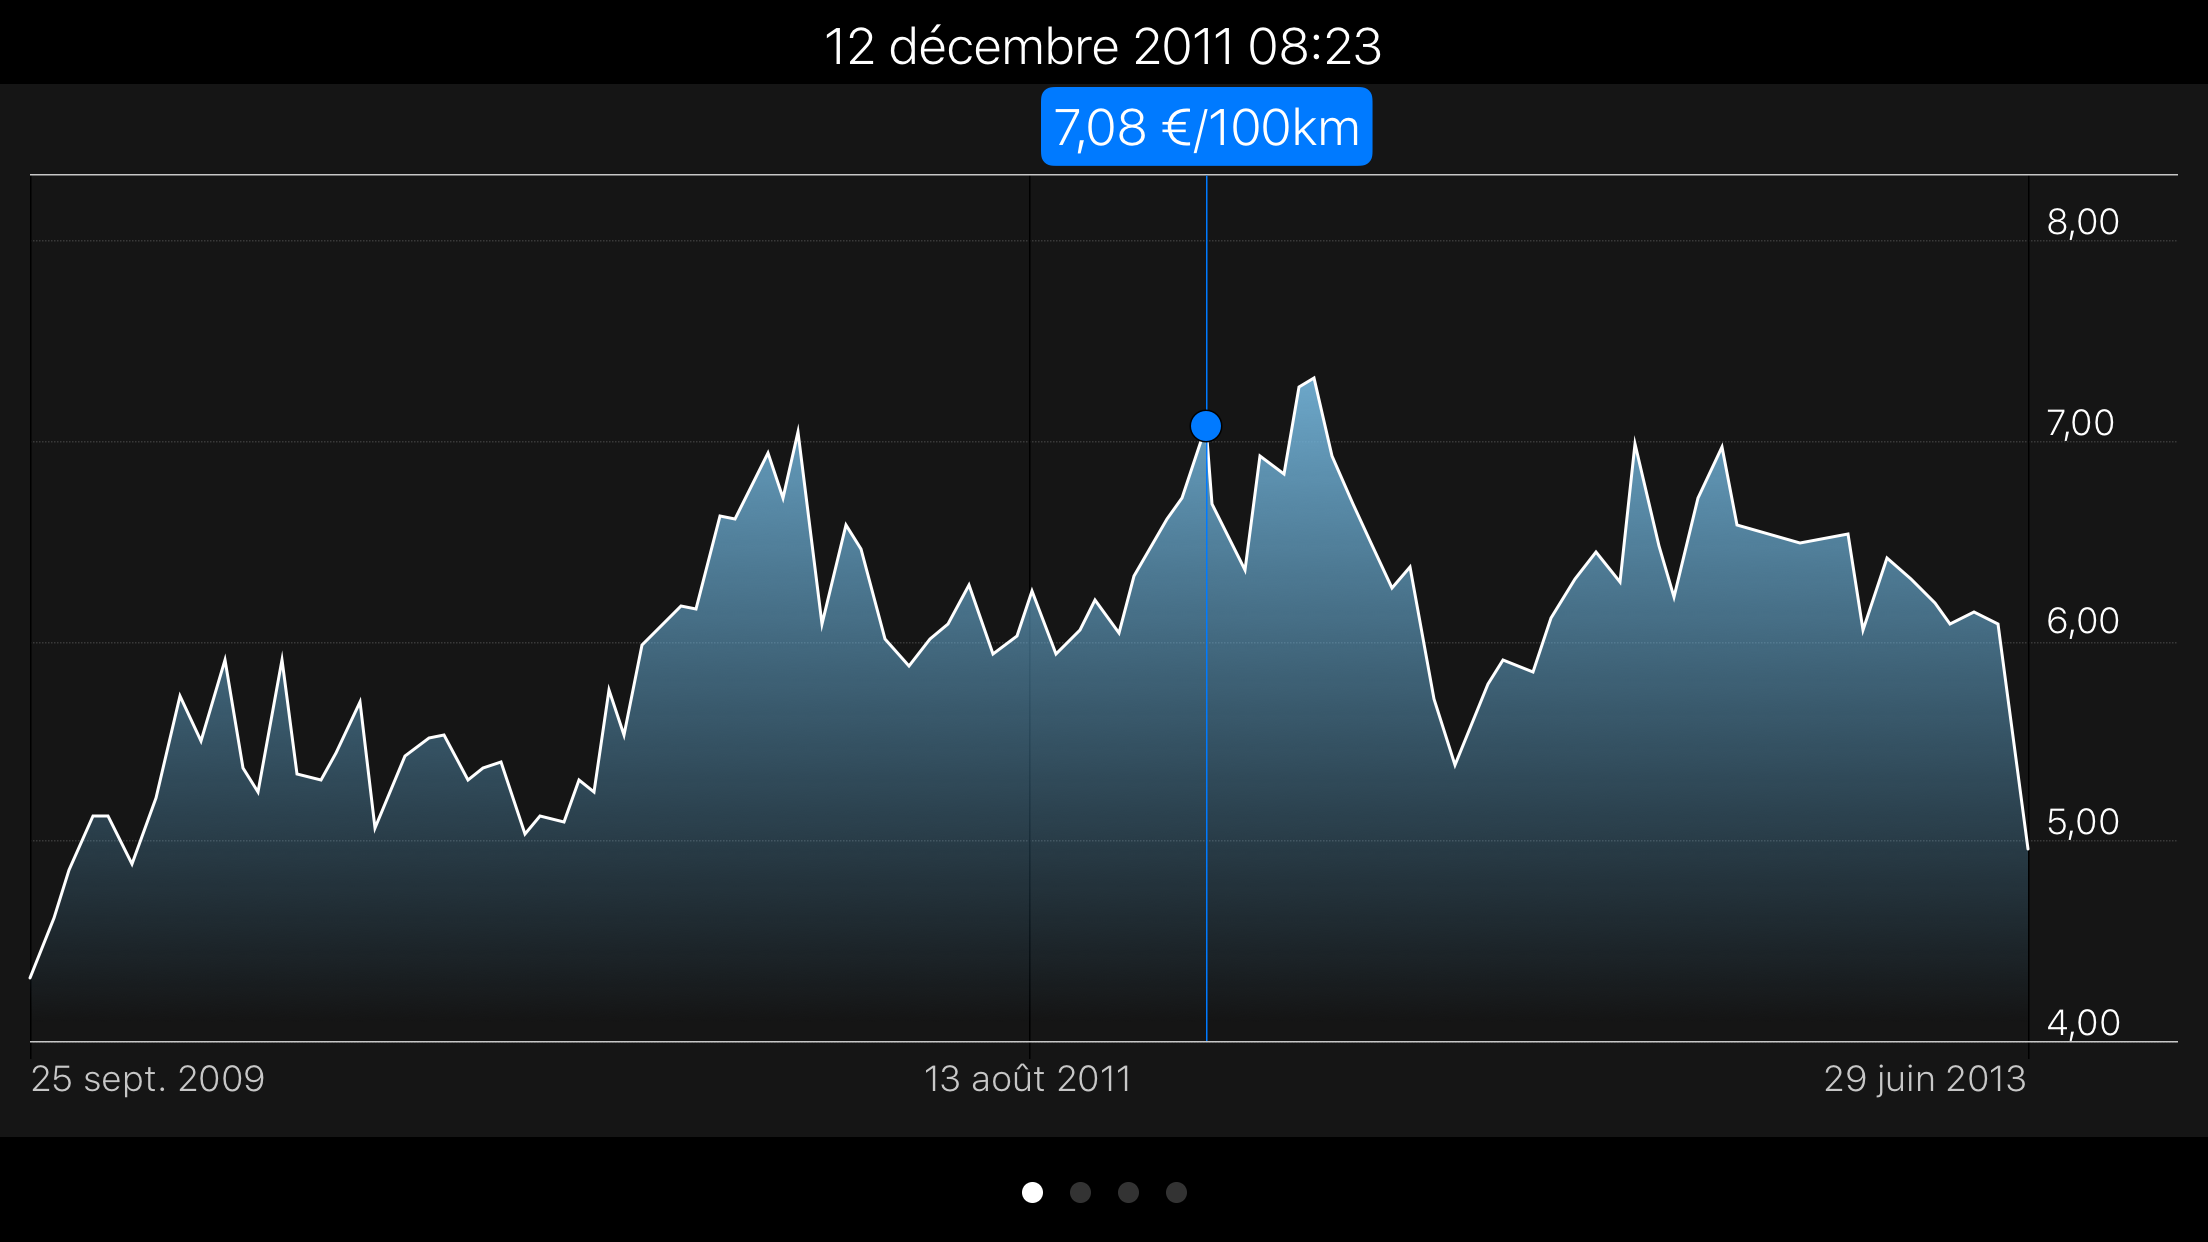 12 décembre 2011 08:23
7,08 €/100km
8,00
7,00
6,00
5,00
4,00
25 sept. 2009
13 août 2011
29 juin 2013